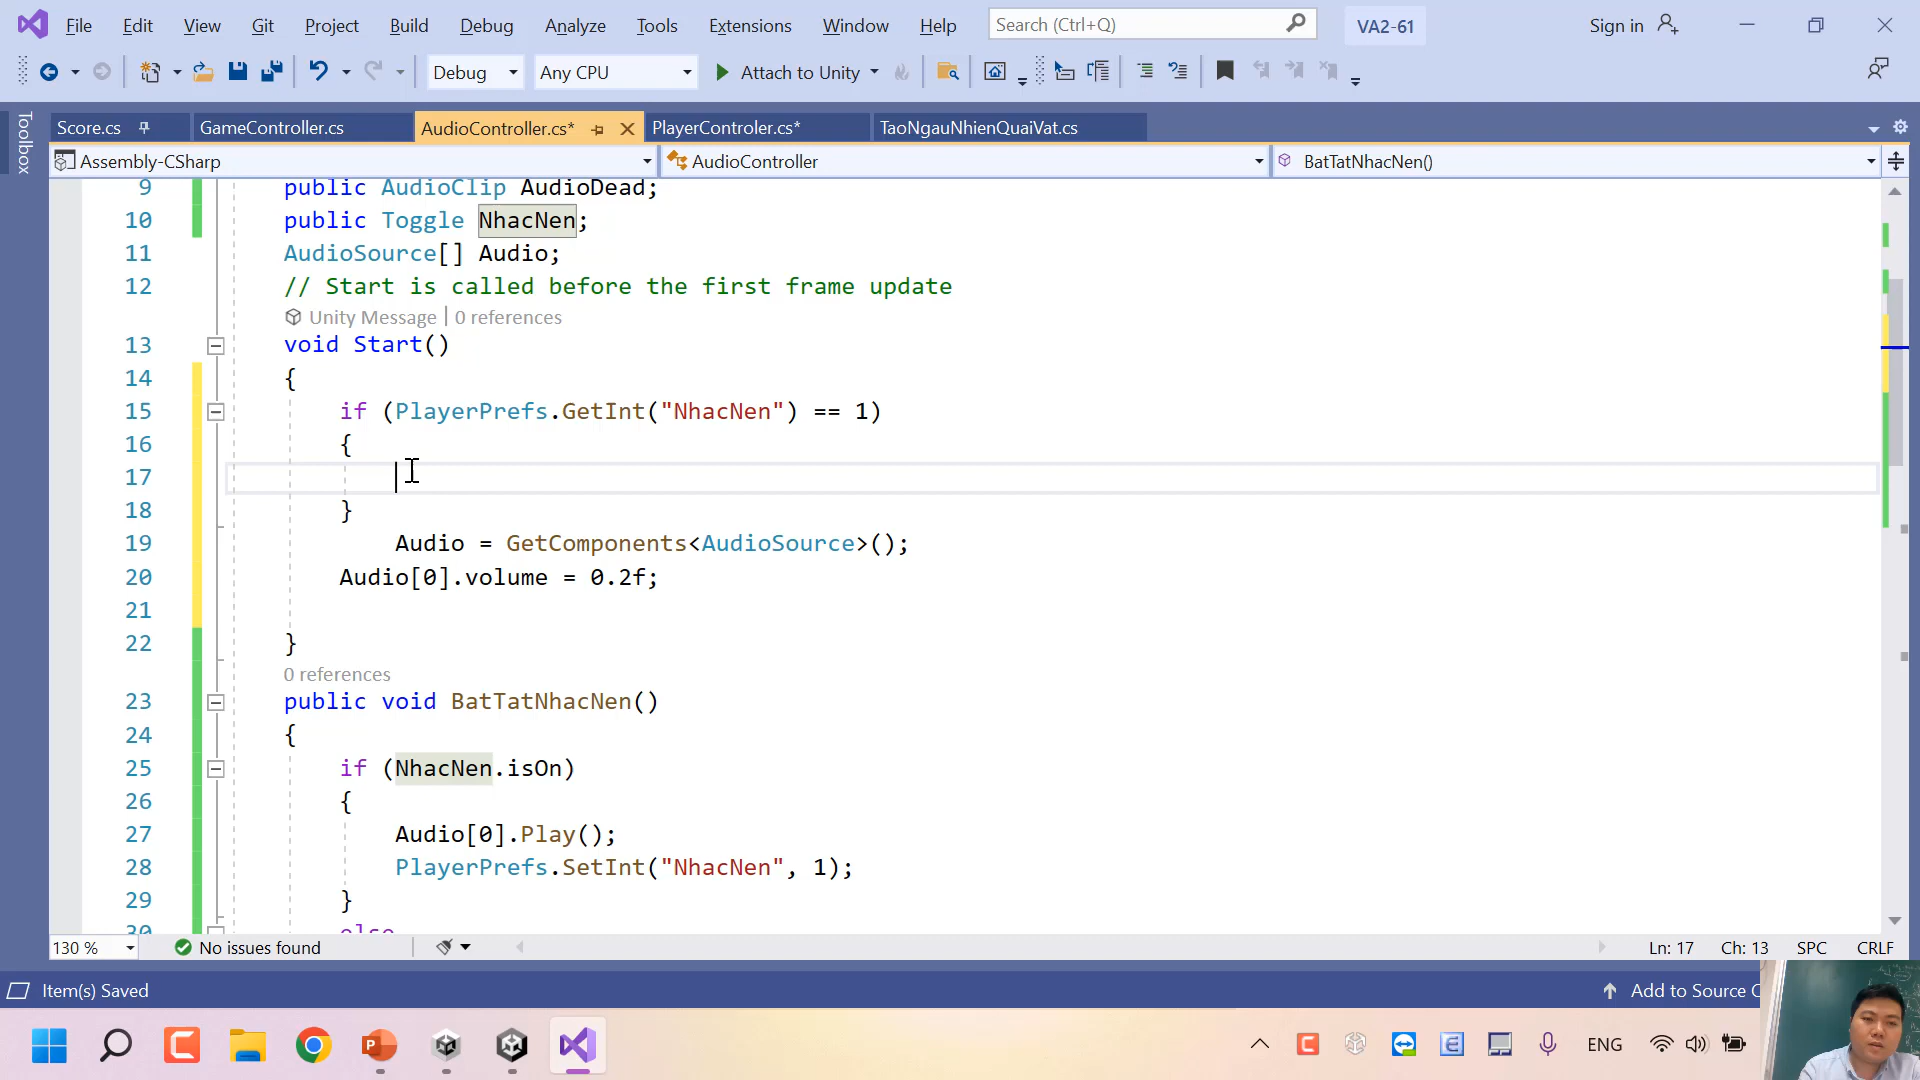 File Edit View Git Project Build Debug Analyze Tools Extensions Window Help Search (Ctrl+Q) VA2-61 Sign in
Debug Any CPU Attach to Unity
Toolbox
Score.cs GameController.cs AudioController.cs* PlayerControler.cs* TaoNgauNhienQuaiVat.cs
Assembly-CSharp AudioController BatTatNhacNen()
9 public AudioClip AudioDead;
10 public Toggle NhacNen;
11 AudioSource[] Audio;
12 // Start is called before the first frame update
Unity Message | 0 references
13 void Start()
14 {
15 if (PlayerPrefs.GetInt("NhacNen") == 1)
16 {
17
18 }
19 Audio = GetComponents<AudioSource>();
20 Audio[0].volume = 0.2f;
21
22 }
0 references
23 public void BatTatNhacNen()
24 {
25 if (NhacNen.isOn)
26 {
27 Audio[0].Play();
28 PlayerPrefs.SetInt("NhacNen", 1);
29 }
30 else
130 % No issues found Ln: 17 Ch: 13 SPC CRLF
Item(s) Saved Add to Source C
ENG